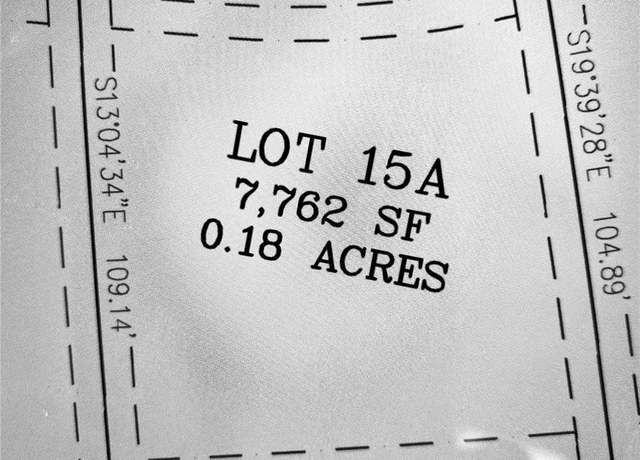 S13°04'34"E 109.14'
LOT 15A
7,762 SF
0.18 ACRES
S19°39'28"E 104.89'